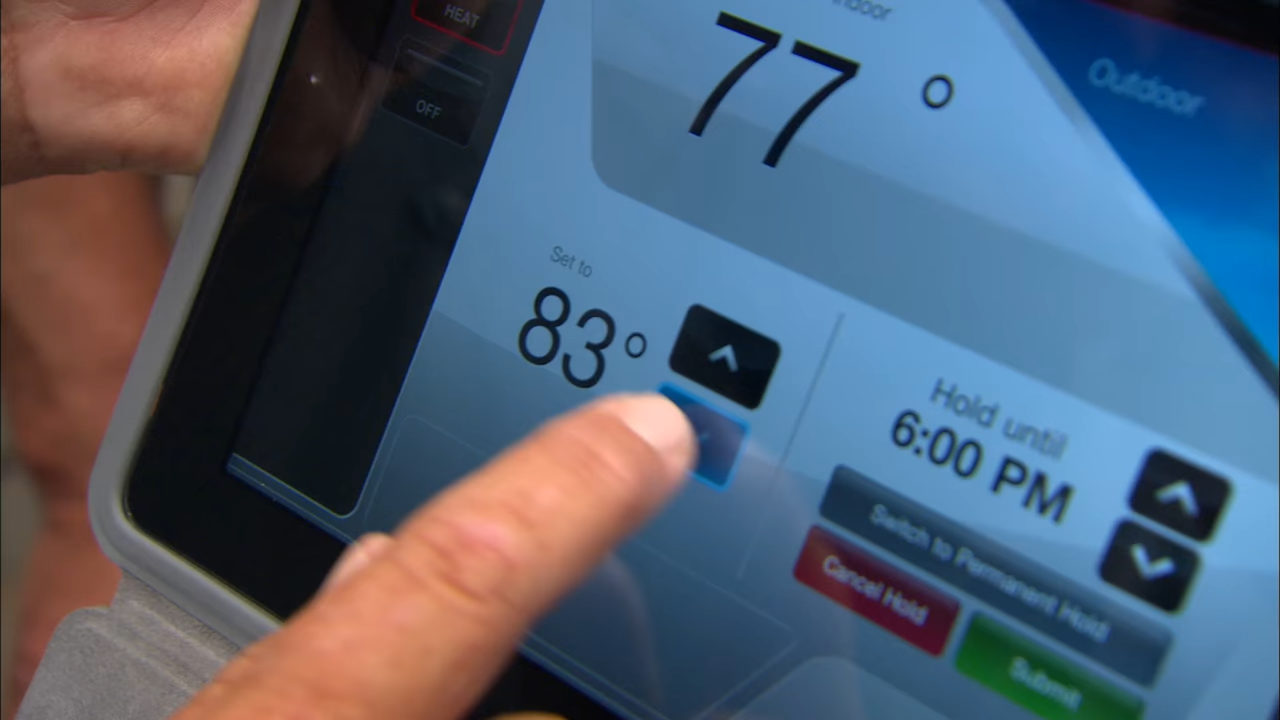 HEAT
OFF
Indoor
77°
Outdoor
Set to
83°
Hold until
6:00 PM
Switch to Permanent Hold
Cancel Hold
Submit